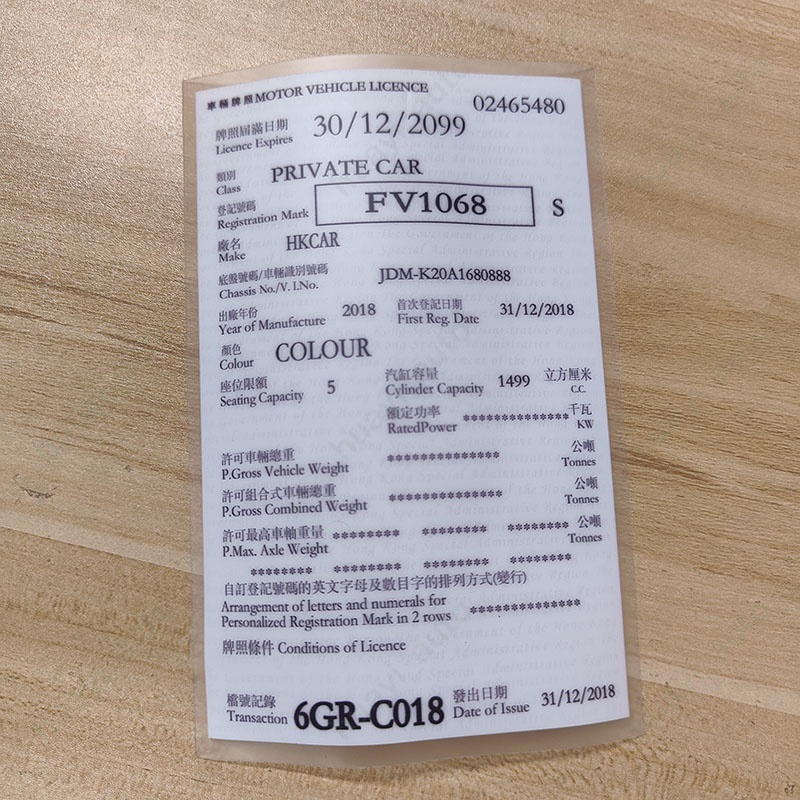 車輛牌照 MOTOR VEHICLE LICENCE 02465480
牌照屆滿日期 30/12/2099
Licence Expires
類別 PRIVATE CAR
Class
登記號碼 FV1068 S
Registration Mark
廠名 HKCAR
Make
底盤號碼/車輛識別號碼 JDM-K20A1680888
Chassis No./V. I.No.
出廠年份 2018 首次登記日期 31/12/2018
Year of Manufacture First Reg. Date
顏色 COLOUR
Colour
座位限額 5 汽缸容量 1499 立方厘米
Seating Capacity Cylinder Capacity C.C.
額定功率 ************** 千瓦
RatedPower KW
許可車輛總重 ************** 公噸
P.Gross Vehicle Weight Tonnes
許可組合式車輛總重 ************** 公噸
P.Gross Combined Weight Tonnes
許可最高車軸重量 ******** ******** ******** 公噸
P.Max. Axle Weight Tonnes
******** ******** ******** ********
自訂登記號碼的英文字母及數目字的排列方式(變行)
Arrangement of letters and numerals for **************
Personalized Registration Mark in 2 rows
牌照條件 Conditions of Licence
檔號記錄 6GR-C018 發出日期 31/12/2018
Transaction Date of Issue